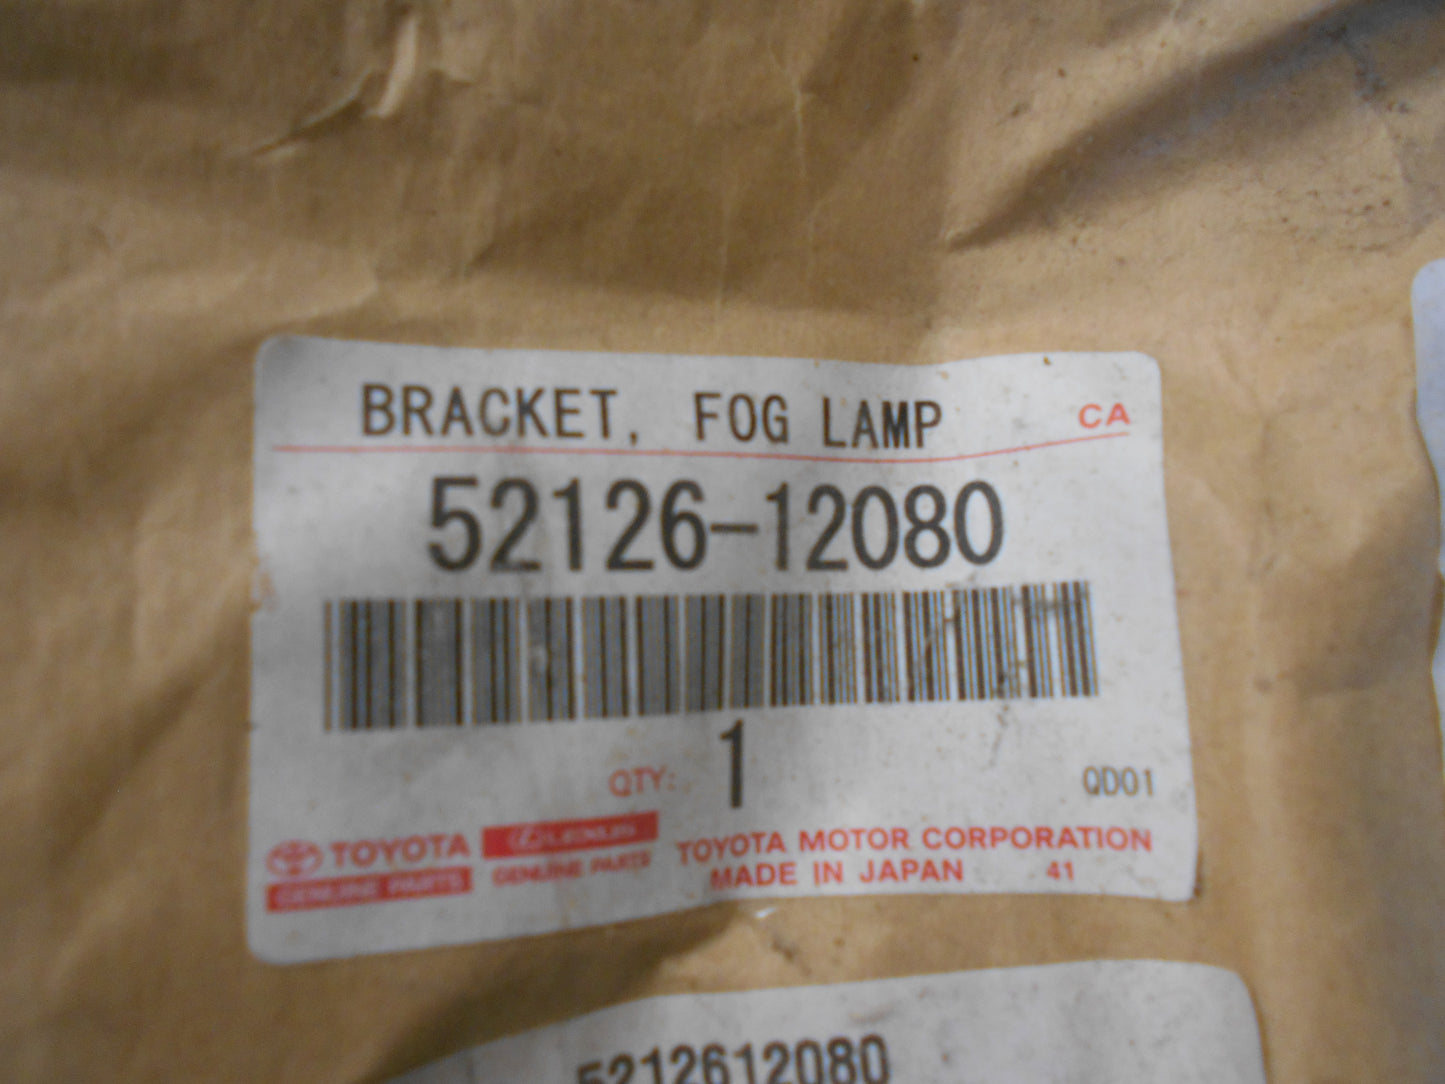 BRACKET, FOG LAMP CA
52126-12080
QTY: 1 QD01
TOYOTA LEXUS TOYOTA MOTOR CORPORATION
GENUINE PARTS GENUINE PARTS MADE IN JAPAN 41
5212612080